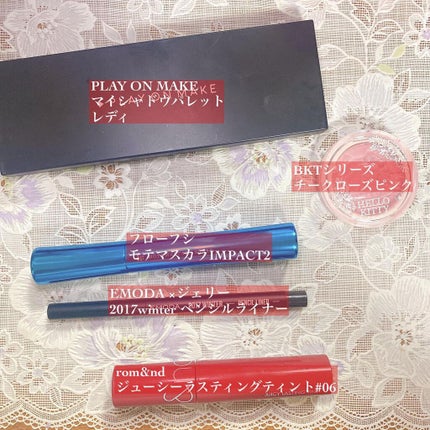 PLAY ON MAKE
マイシャドウパレット
レディ
BKTシリーズ
チークローズピンク
HELLO
KITTY
フローフシ
モテマスカラIMPACT2
EMODA×ジェリー
2017winter ペンシルライナー
rom&nd
ジューシーラスティングティント#06